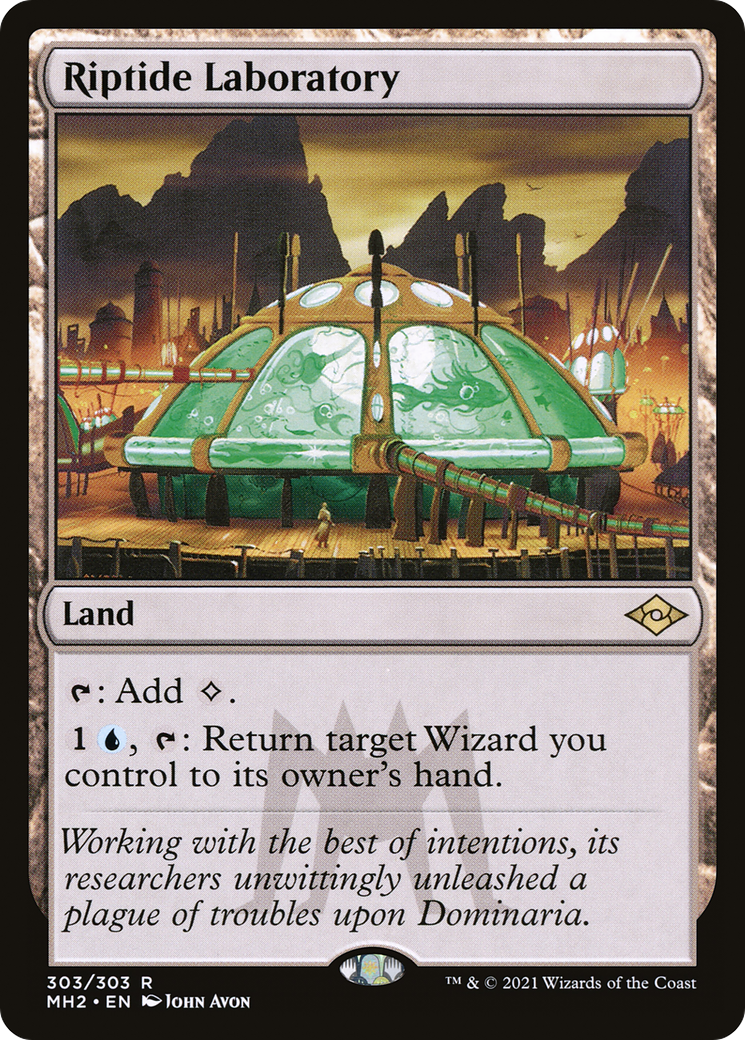 Riptide Laboratory
Land
: Add .
1 , : Return target Wizard you
control to its owner's hand.
Working with the best of intentions, its
researchers unwittingly unleashed a
plague of troubles upon Dominaria.
303/303 R
MH2 • EN John Avon
™ & © 2021 Wizards of the Coast